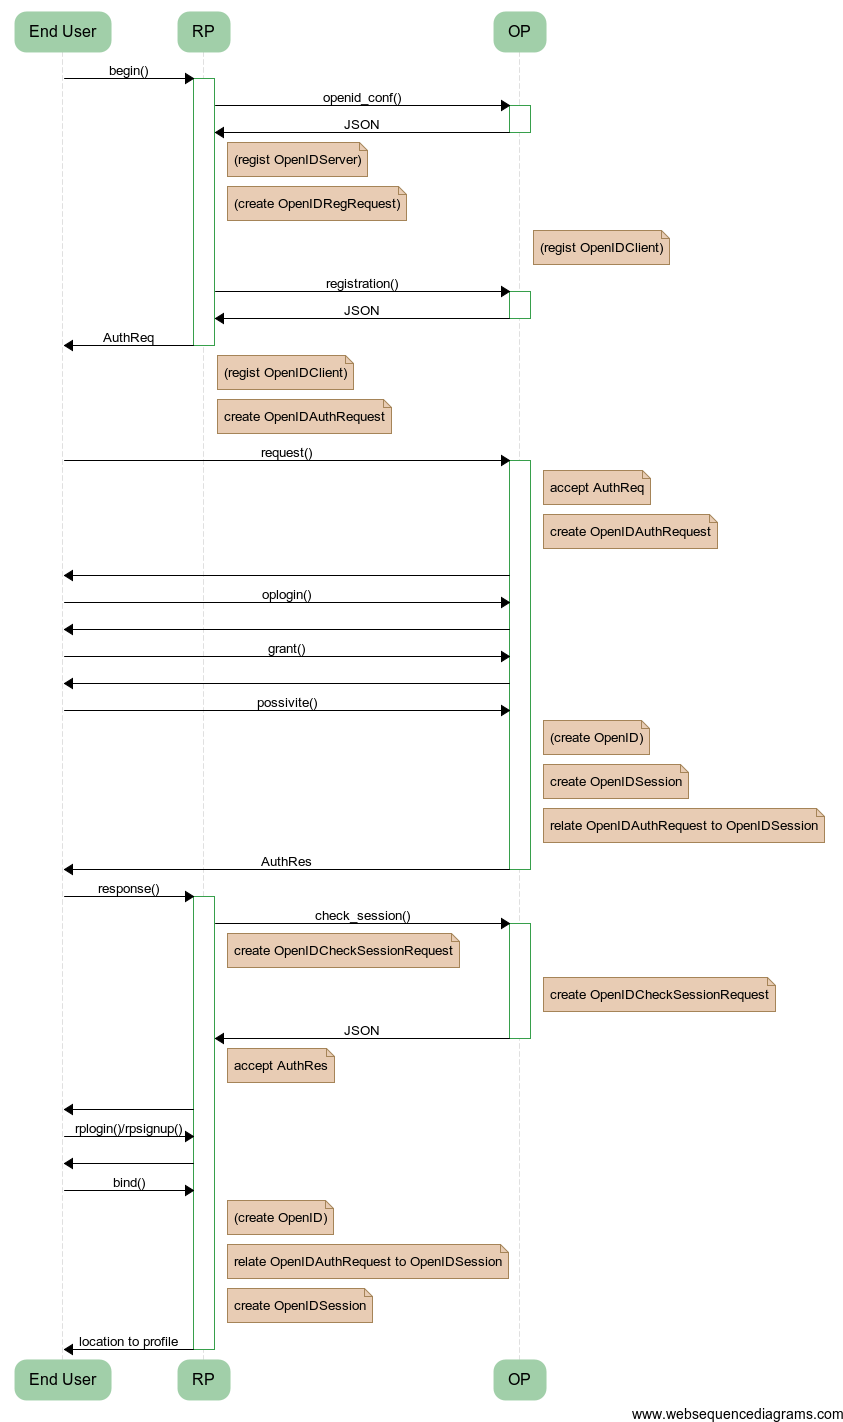 End User
RP
OP
begin()
openid_conf()
JSON
(regist OpenIDServer)
(create OpenIDRegRequest)
(regist OpenIDClient)
registration()
JSON
AuthReq
(regist OpenIDClient)
create OpenIDAuthRequest
request()
accept AuthReq
create OpenIDAuthRequest
oplogin()
grant()
possivite()
(create OpenID)
create OpenIDSession
relate OpenIDAuthRequest to OpenIDSession
AuthRes
response()
check_session()
create OpenIDCheckSessionRequest
create OpenIDCheckSessionRequest
JSON
accept AuthRes
rplogin()/rpsignup()
bind()
(create OpenID)
relate OpenIDAuthRequest to OpenIDSession
create OpenIDSession
location to profile
End User
RP
OP
www.websequencediagrams.com